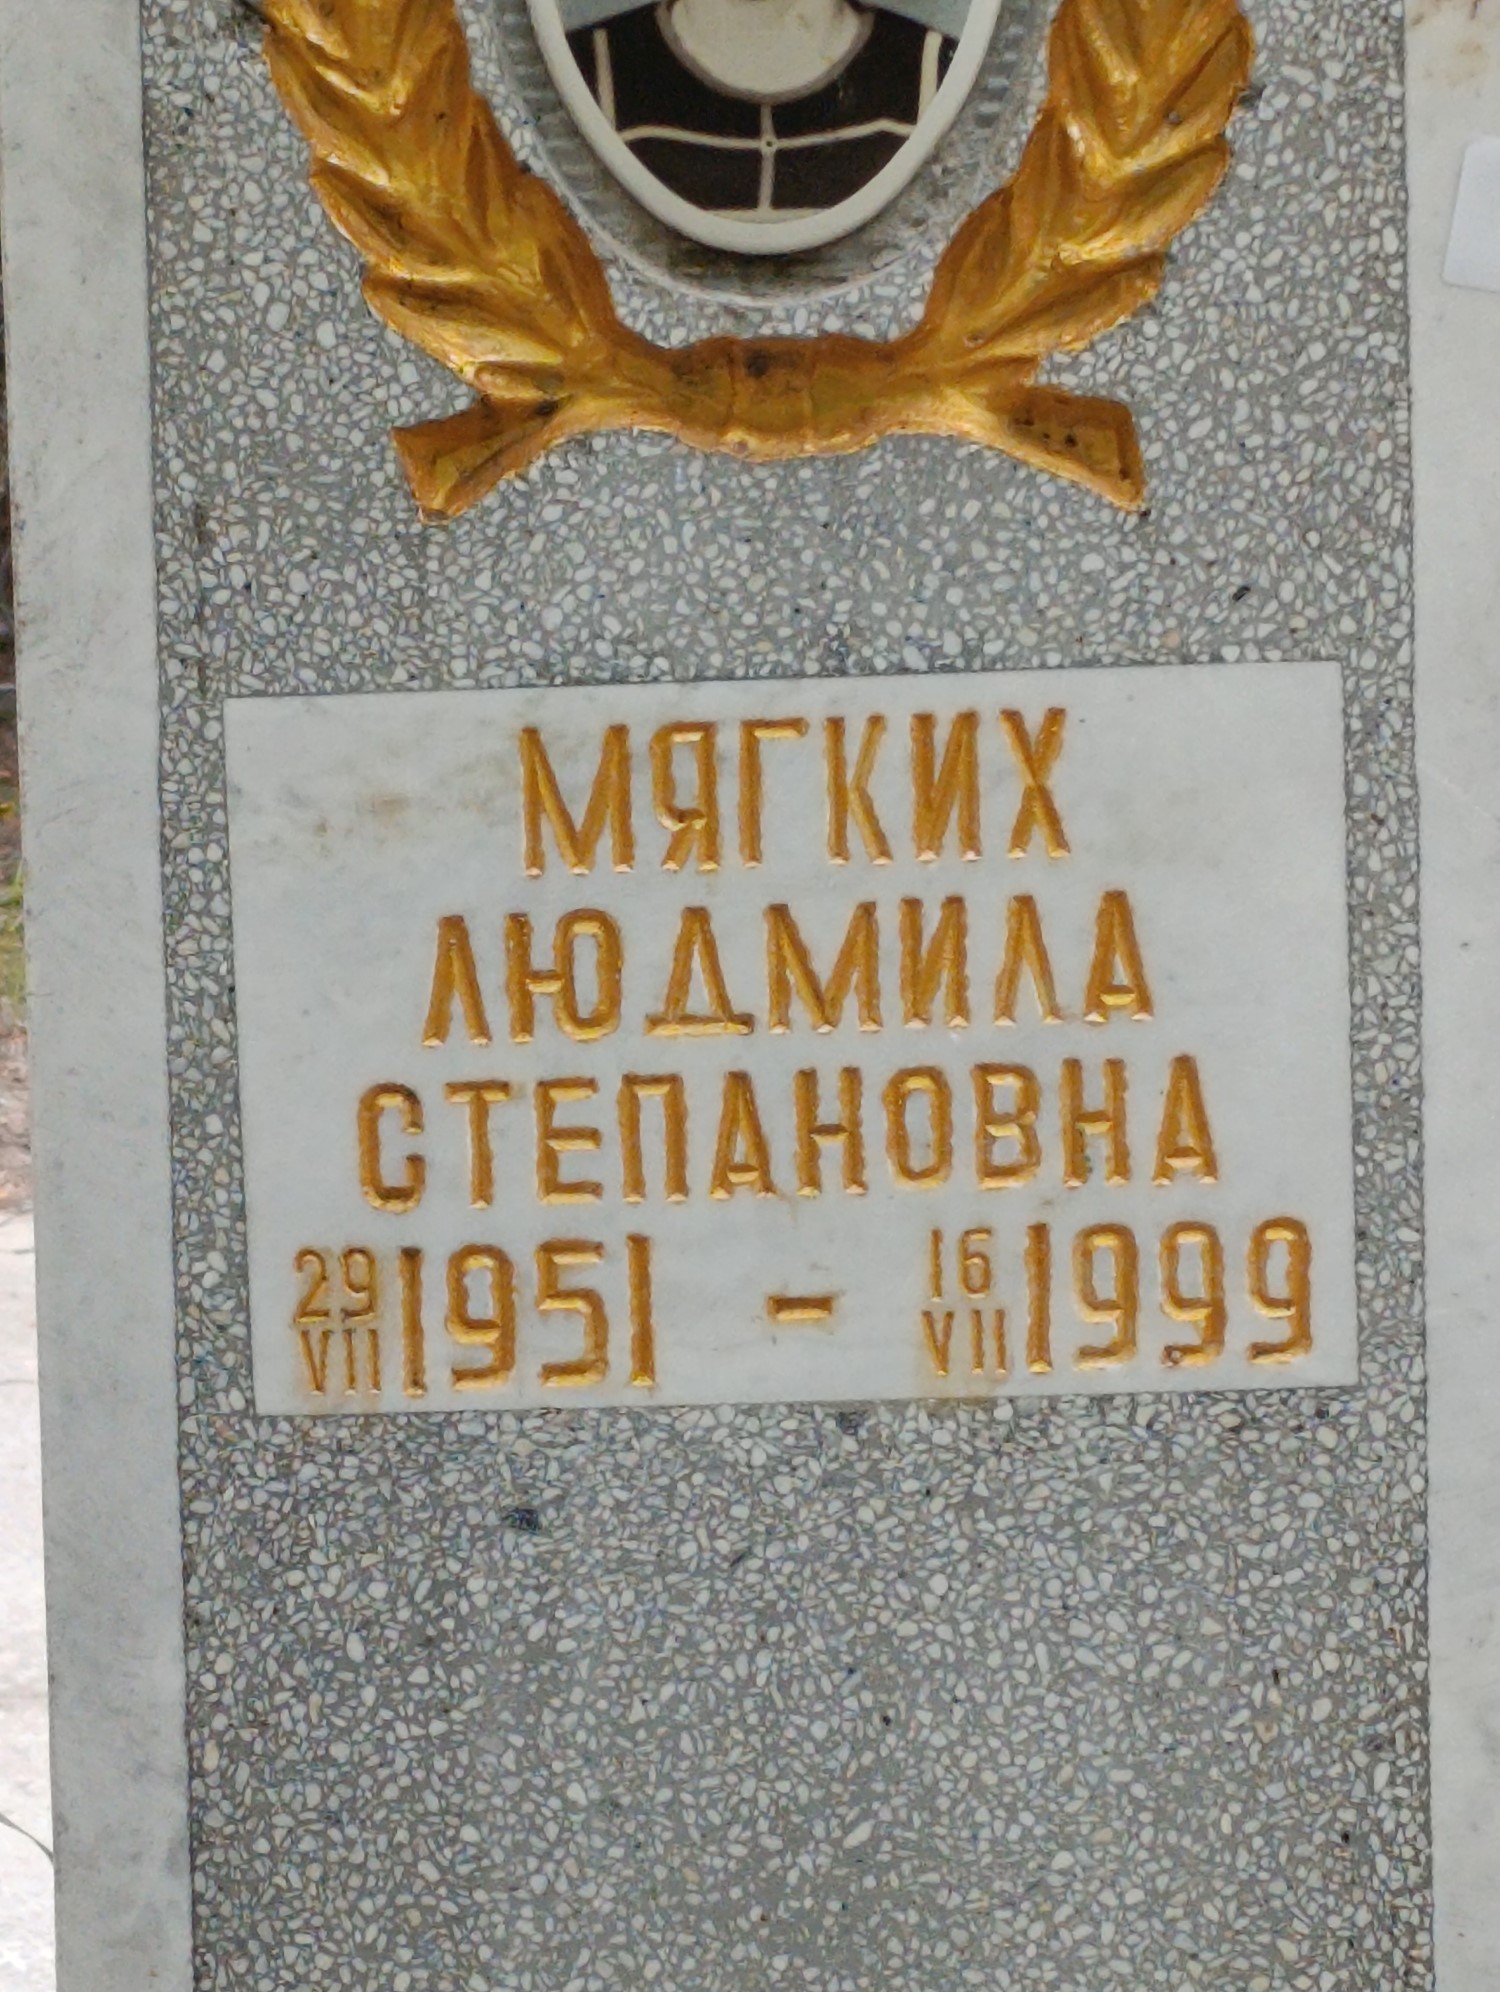 МЯГКИХ
ЛЮДМИЛА
СТЕПАНОВНА
29 VII 1951 - 16 VII 1999